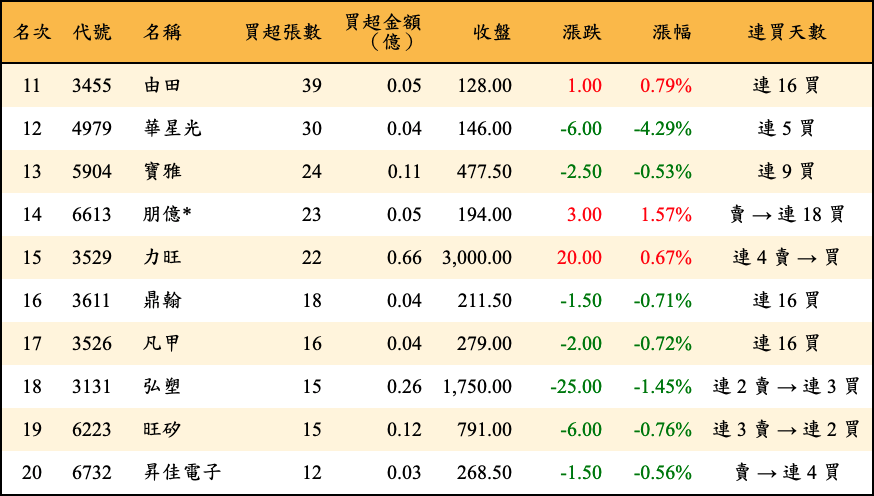 名次 代號 名稱 買超張數 買超金額（億） 收盤 漲跌 漲幅 連買天數
11 3455 由田 39 0.05 128.00 1.00 0.79% 連 16 買
12 4979 華星光 30 0.04 146.00 -6.00 -4.29% 連 5 買
13 5904 寶雅 24 0.11 477.50 -2.50 -0.53% 連 9 買
14 6613 朋億* 23 0.05 194.00 3.00 1.57% 賣 → 連 18 買
15 3529 力旺 22 0.66 3,000.00 20.00 0.67% 連 4 賣 → 買
16 3611 鼎翰 18 0.04 211.50 -1.50 -0.71% 連 16 買
17 3526 凡甲 16 0.04 279.00 -2.00 -0.72% 連 16 買
18 3131 弘塑 15 0.26 1,750.00 -25.00 -1.45% 連 2 賣 → 連 3 買
19 6223 旺矽 15 0.12 791.00 -6.00 -0.76% 連 3 賣 → 連 2 買
20 6732 昇佳電子 12 0.03 268.50 -1.50 -0.56% 賣 → 連 4 買